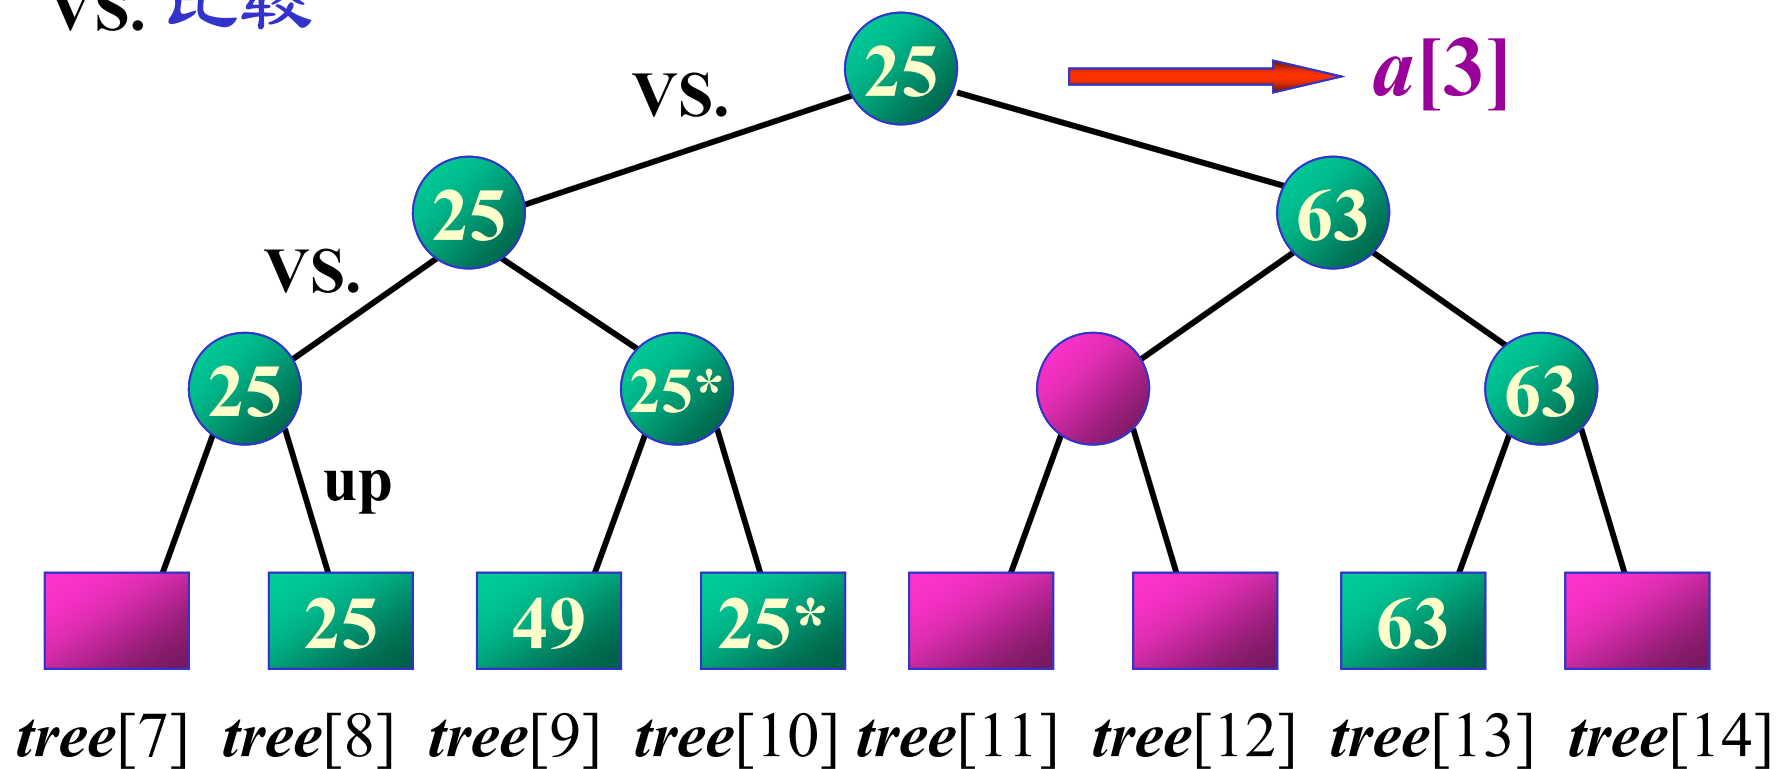 VS. 比较
25
a[3]
VS.
25
63
VS.
25
25*
63
up
25
49
25*
63
tree[7] tree[8] tree[9] tree[10] tree[11] tree[12] tree[13] tree[14]